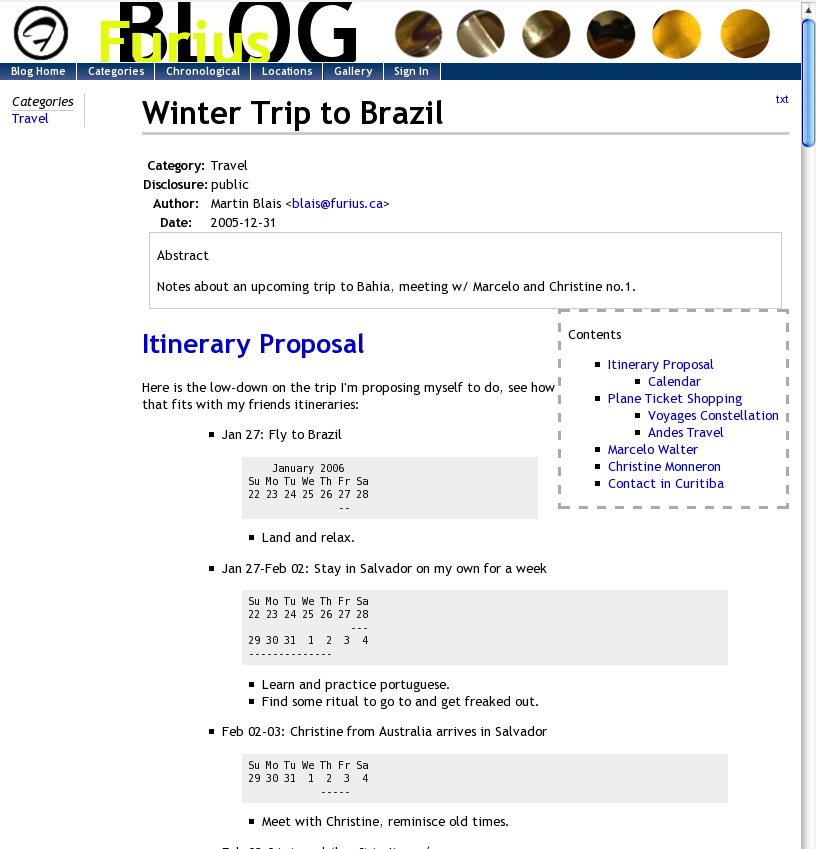 BLOG
Furius
Blog Home Categories Chronological Locations Gallery Sign In
Categories
Travel
txt
Winter Trip to Brazil
Category: Travel
Disclosure: public
Author: Martin Blais <blais@furius.ca>
Date: 2005-12-31
Abstract
Notes about an upcoming trip to Bahia, meeting w/ Marcelo and Christine no.1.
Contents
Itinerary Proposal
Calendar
Plane Ticket Shopping
Voyages Constellation
Andes Travel
Marcelo Walter
Christine Monneron
Contact in Curitiba
Itinerary Proposal
Here is the low-down on the trip I'm proposing myself to do, see how
that fits with my friends itineraries:
Jan 27: Fly to Brazil
January 2006
Su Mo Tu We Th Fr Sa
22 23 24 25 26 27 28
--
Land and relax.
Jan 27-Feb 02: Stay in Salvador on my own for a week
Su Mo Tu We Th Fr Sa
22 23 24 25 26 27 28
---
29 30 31 1 2 3 4
--------------
Learn and practice portuguese.
Find some ritual to go to and get freaked out.
Feb 02-03: Christine from Australia arrives in Salvador
Su Mo Tu We Th Fr Sa
29 30 31 1 2 3 4
-----
Meet with Christine, reminisce old times.